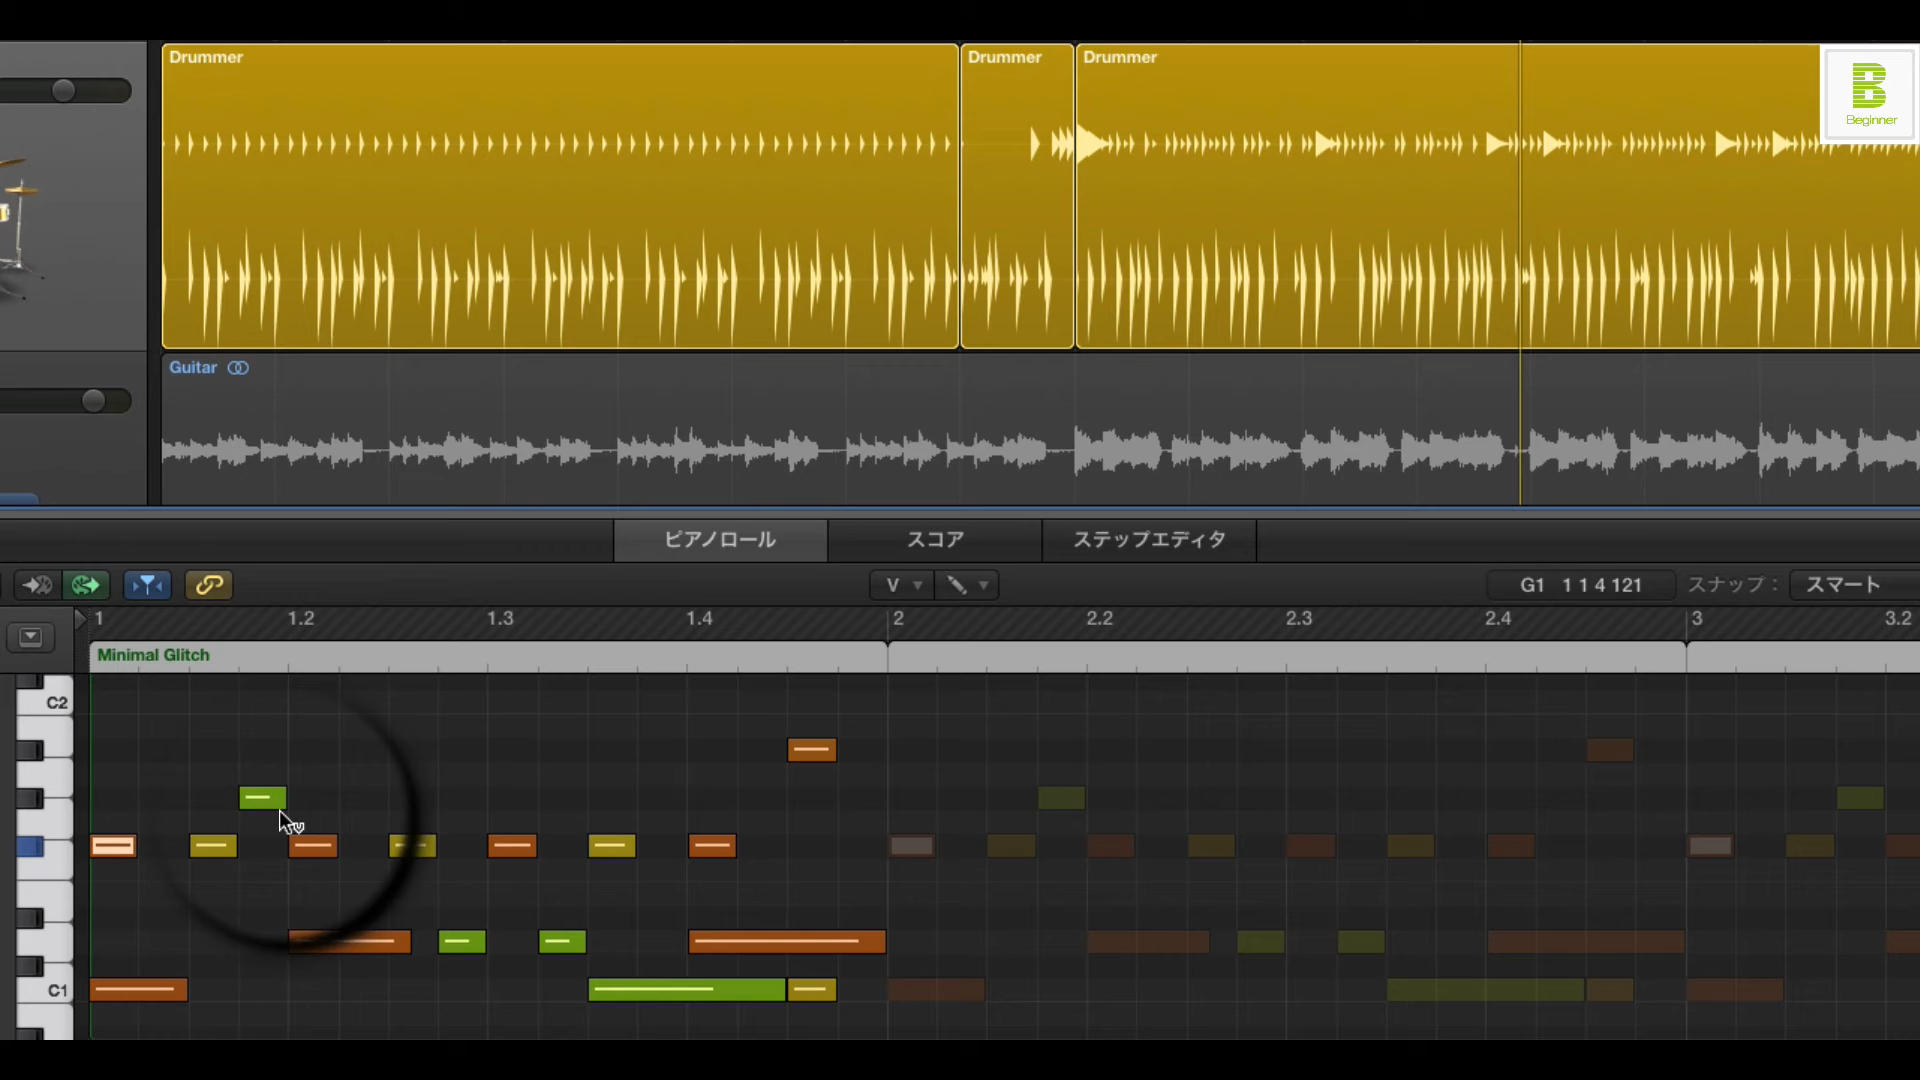 Drummer
Drummer
Drummer
B
Beginner
Guitar
ピアノロール
スコア
ステップエディタ
V
G1 1 1 4 121
スナップ：
スマート
1
1.2
1.3
1.4
2
2.2
2.3
2.4
3
3.2
Minimal Glitch
C2
C1